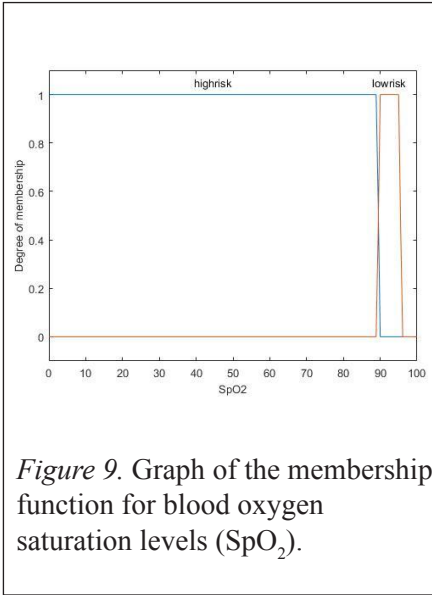 highrisk lowrisk
1
0.8
0.6
0.4
0.2
0
Degree of membership
0 10 20 30 40 50 60 70 80 90 100
SpO2
Figure 9. Graph of the membership
function for blood oxygen
saturation levels (SpO₂).